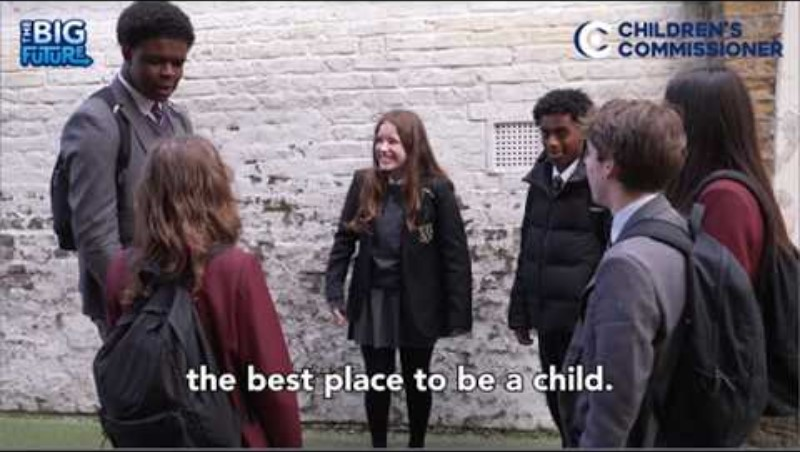 THE BIG
FUTURE
CHILDREN'S
COMMISSIONER
the best place to be a child.